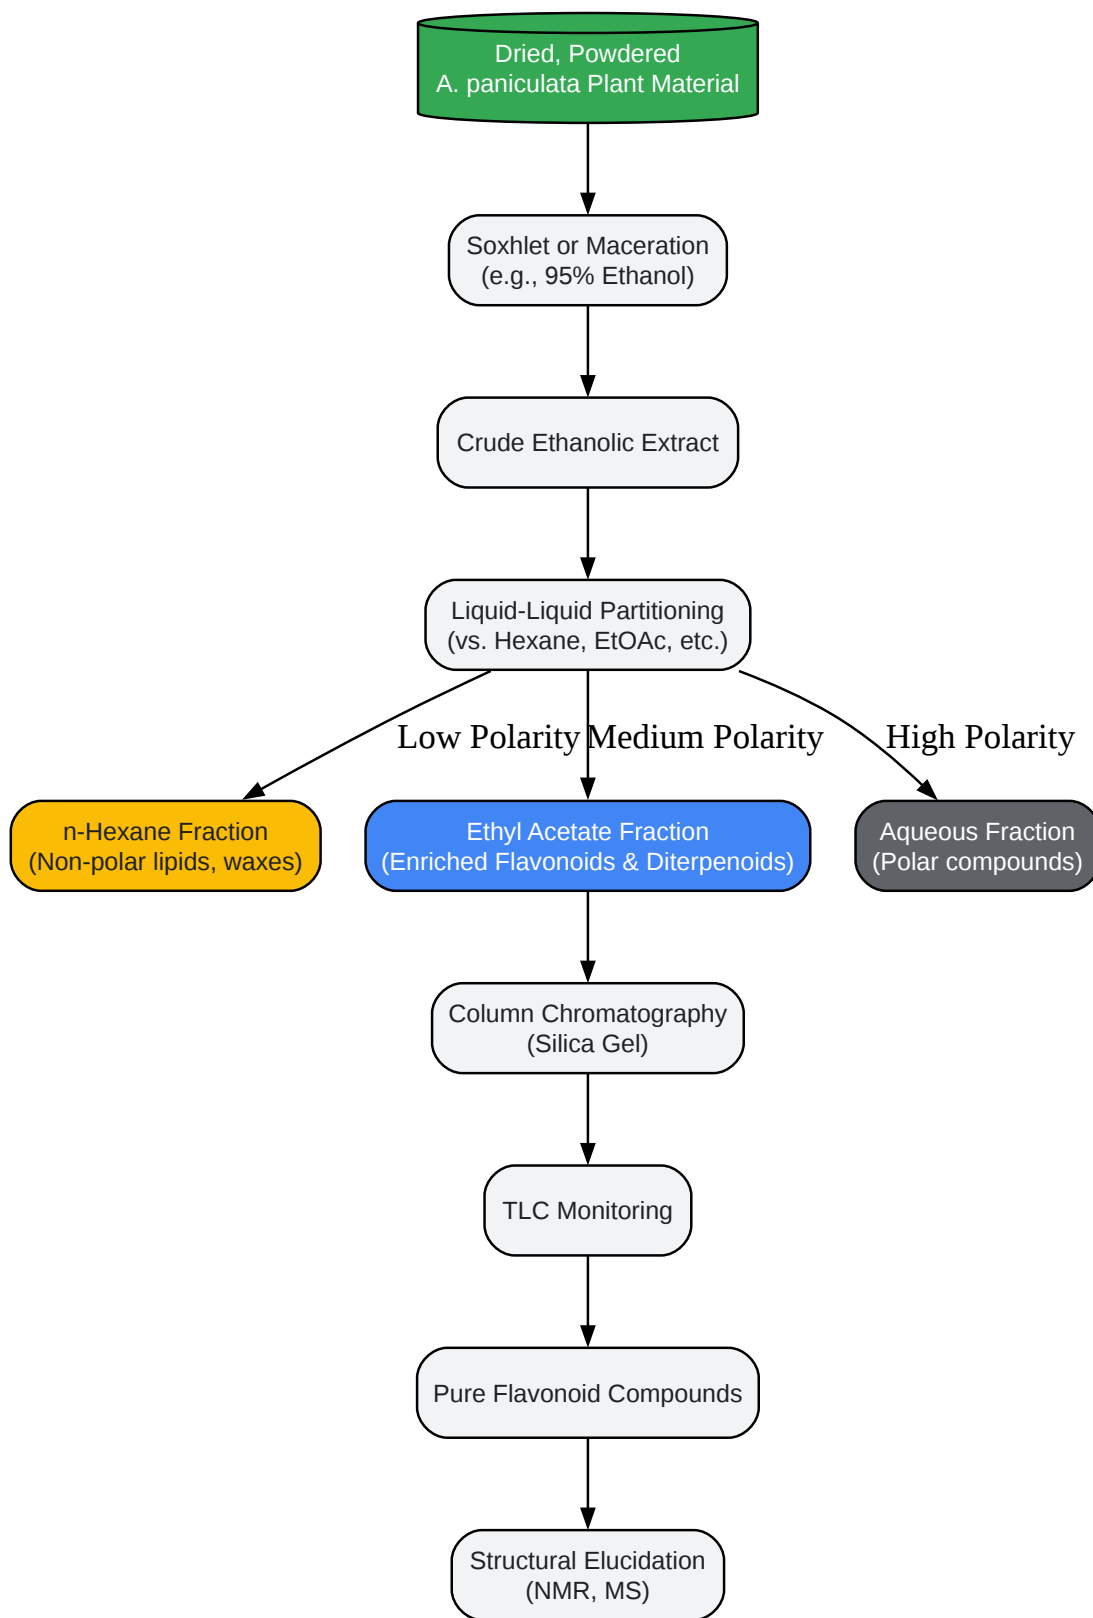 Dried, Powdered
A. paniculata Plant Material
Soxhlet or Maceration
(e.g., 95% Ethanol)
Crude Ethanolic Extract
Liquid-Liquid Partitioning
(vs. Hexane, EtOAc, etc.)
Low Polarity
Medium Polarity
High Polarity
n-Hexane Fraction
(Non-polar lipids, waxes)
Ethyl Acetate Fraction
(Enriched Flavonoids & Diterpenoids)
Aqueous Fraction
(Polar compounds)
Column Chromatography
(Silica Gel)
TLC Monitoring
Pure Flavonoid Compounds
Structural Elucidation
(NMR, MS)